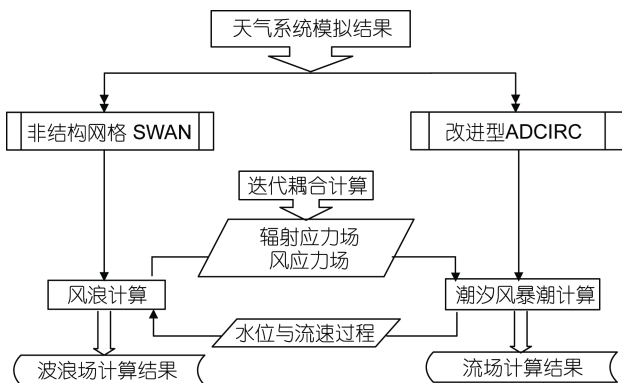 天气系统模拟结果
非结构网格 SWAN
改进型ADCIRC
迭代耦合计算
辐射应力场
风应力场
风浪计算
潮汐风暴潮计算
水位与流速过程
波浪场计算结果
流场计算结果